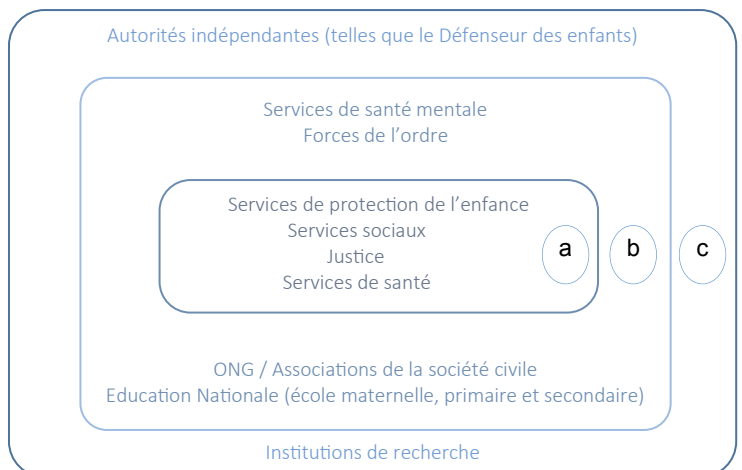 Autorités indépendantes (telles que le Défenseur des enfants)
Services de santé mentale
Forces de l’ordre
Services de protection de l’enfance
Services sociaux
Justice
Services de santé
a
b
c
ONG / Associations de la société civile
Education Nationale (école maternelle, primaire et secondaire)
Institutions de recherche